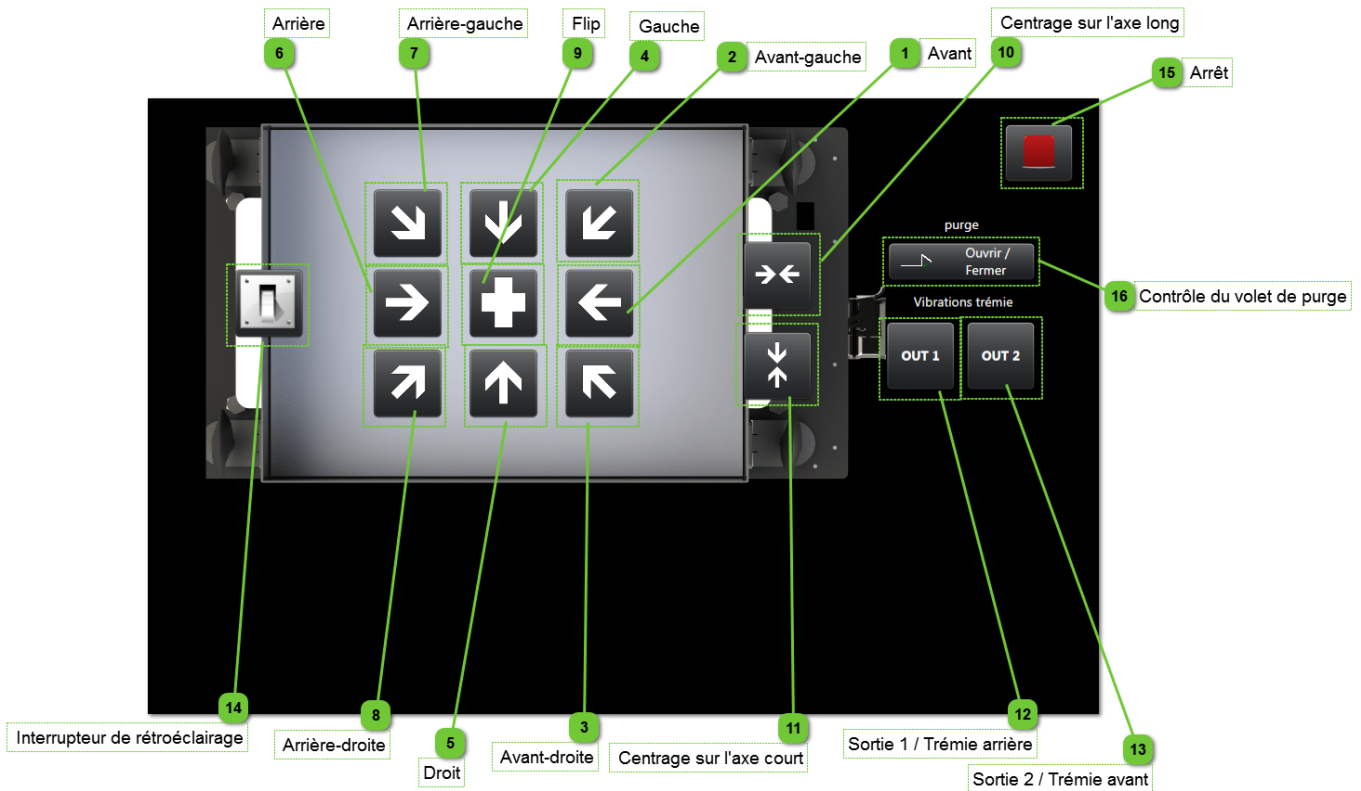 Arrière
6
Arrière-gauche
7
Flip
9
Gauche
4
2 Avant-gauche
1 Avant
Centrage sur l'axe long
10
15 Arrêt
purge
Ouvrir /
Fermer
16 Contrôle du volet de purge
Vibrations trémie
OUT 1
OUT 2
14
Interrupteur de rétroéclairage
8
Arrière-droite
5
Droit
3
Avant-droite
11
Centrage sur l'axe court
12
Sortie 1 / Trémie arrière
13
Sortie 2 / Trémie avant